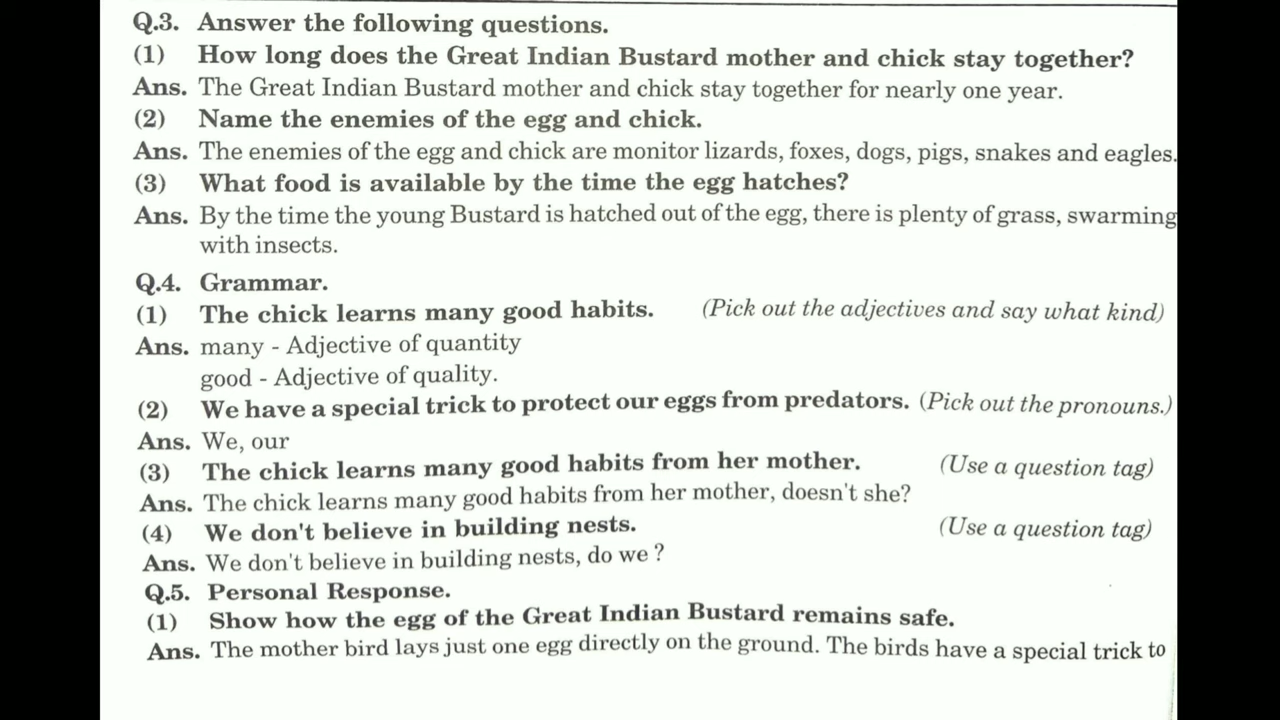 Q.3. Answer the following questions.
(1) How long does the Great Indian Bustard mother and chick stay together?
Ans. The Great Indian Bustard mother and chick stay together for nearly one year.
(2) Name the enemies of the egg and chick.
Ans. The enemies of the egg and chick are monitor lizards, foxes, dogs, pigs, snakes and eagles.
(3) What food is available by the time the egg hatches?
Ans. By the time the young Bustard is hatched out of the egg, there is plenty of grass, swarming
with insects.
Q.4. Grammar.
(1) The chick learns many good habits. (Pick out the adjectives and say what kind)
Ans. many - Adjective of quantity
good - Adjective of quality.
(2) We have a special trick to protect our eggs from predators. (Pick out the pronouns.)
Ans. We, our
(3) The chick learns many good habits from her mother. (Use a question tag)
Ans. The chick learns many good habits from her mother, doesn't she?
(4) We don't believe in building nests. (Use a question tag)
Ans. We don't believe in building nests, do we ?
Q.5. Personal Response.
(1) Show how the egg of the Great Indian Bustard remains safe.
Ans. The mother bird lays just one egg directly on the ground. The birds have a special trick to